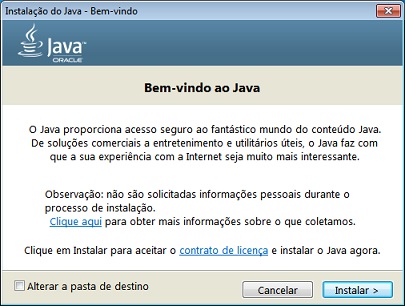 Instalação do Java - Bem-vindo
Java
ORACLE
Bem-vindo ao Java
O Java proporciona acesso seguro ao fantástico mundo do conteúdo Java.
De soluções comerciais a entretenimento e utilitários úteis, o Java faz com
que a sua experiência com a Internet seja muito mais interessante.
Observação: não são solicitadas informações pessoais durante o
processo de instalação.
Clique aqui para obter mais informações sobre o que coletamos.
Clique em Instalar para aceitar o contrato de licença e instalar o Java agora.
Alterar a pasta de destino
Cancelar
Instalar >